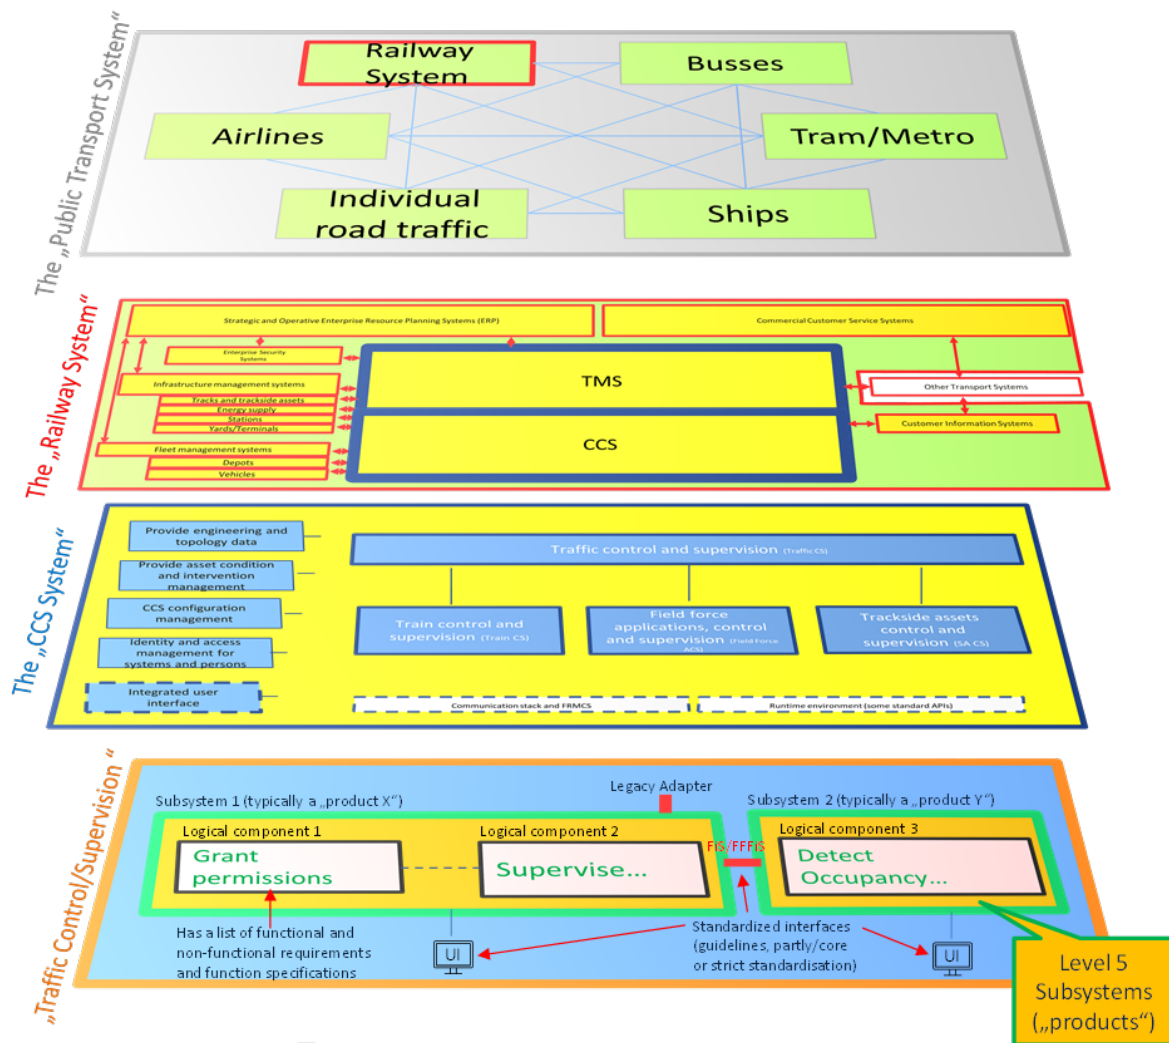 The „Public Transport System“
Railway
System
Busses
Airlines
Tram/Metro
Individual
road traffic
Ships
The „Railway System“
Strategic and Operative Enterprise Resource Planning Systems (ERP)
Commercial Customer Service Systems
Enterprise Security
Systems
TMS
Infrastructure management systems
Other Transport Systems
Tracks and trackside assets
Energy supply
Stations
Yards/Terminals
Customer Information Systems
CCS
Fleet management systems
Depots
Vehicles
The „CCS System“
Provide engineering and
topology data
Traffic control and supervision (Traffic CS)
Provide asset condition
and intervention
management
CCS configuration
management
Train control and
supervision (Train CS)
Field force
applications, control
and supervision (Field Force
ACS)
Trackside assets
control and
supervision (SA CS)
Identity and access
management for
systems and persons
Integrated user
interface
Communication stack and FRMCS
Runtime environment (some standard APIs)
„Traffic Control/Supervision “
Legacy Adapter
Subsystem 1 (typically a „product X“)
Subsystem 2 (typically a „product Y“)
Logical component 1
Logical component 2
Logical component 3
FiS/FFFiS
Grant
permissions
Supervise...
Detect
Occupancy...
Has a list of functional and
non-functional requirements
and function specifications
UI
Standardized interfaces
(guidelines, partly/core
or strict standardisation)
UI
Level 5
Subsystems
(„products“)